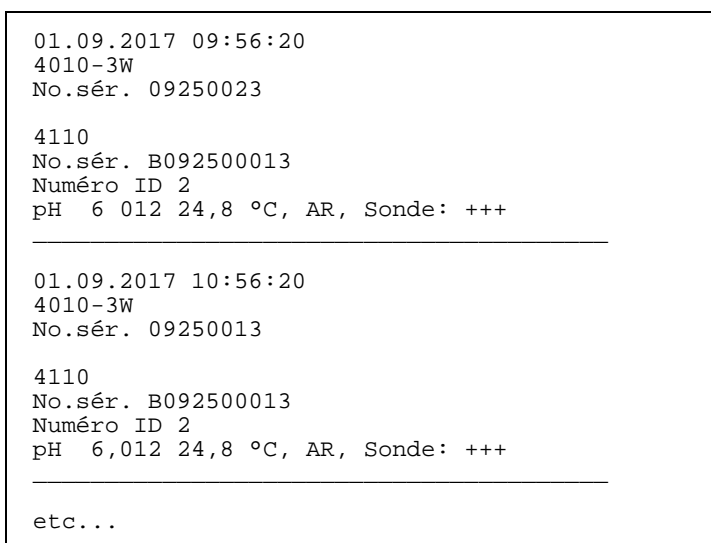 01.09.2017 09:56:20
4010-3W
No.sér. 09250023
4110
No.sér. B092500013
Numéro ID 2
pH  6 012 24,8 °C, AR, Sonde: +++
________________________________________
01.09.2017 10:56:20
4010-3W
No.sér. 09250013
4110
No.sér. B092500013
Numéro ID 2
pH  6,012 24,8 °C, AR, Sonde: +++
________________________________________
etc...